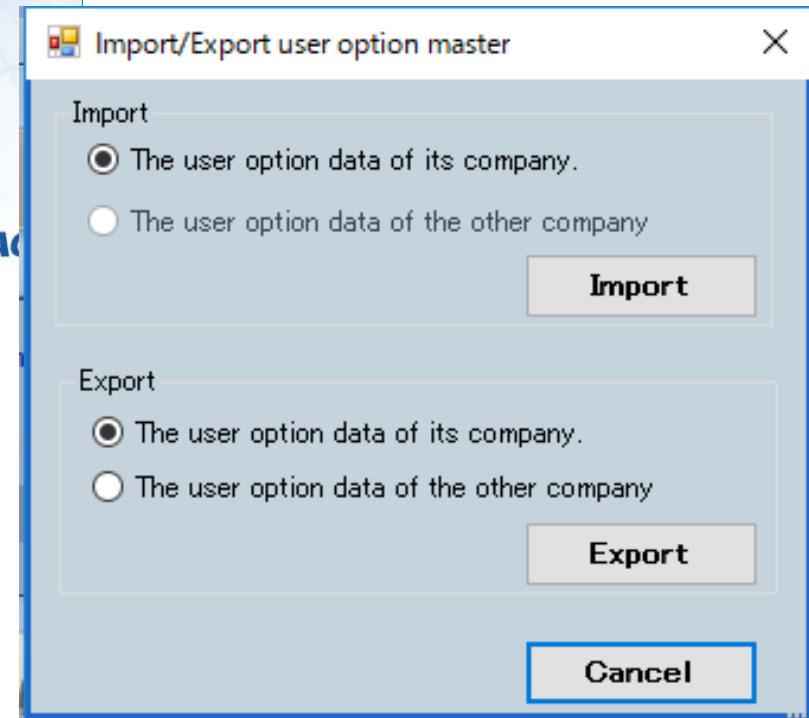 Import/Export user option master
Import
The user option data of its company.
The user option data of the other company
Import
Export
The user option data of its company.
The user option data of the other company
Export
Cancel